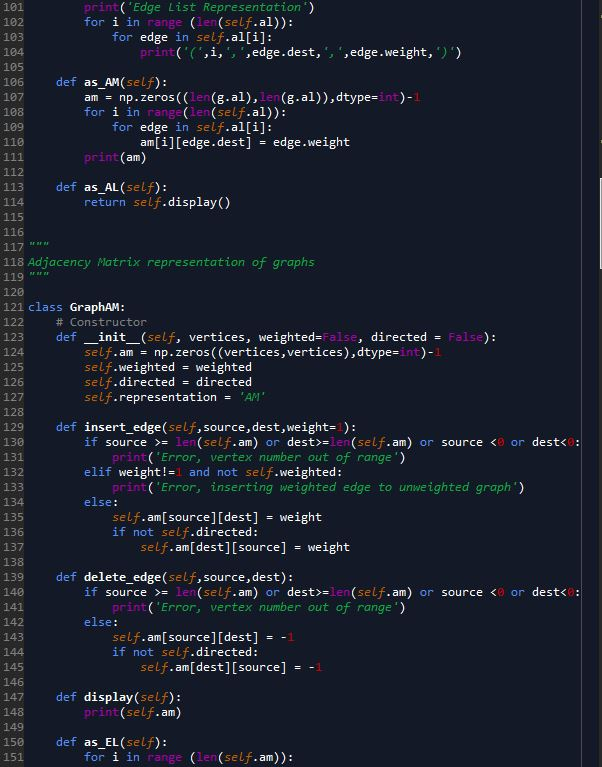 101 print('Edge List Representation')
102 for i in range (len(self.al)):
103 for edge in self.al[i]:
104 print('(',i,',',edge.dest,',',edge.weight,')')
105
106 def as_AM(self):
107 am = np.zeros((len(g.al),len(g.al)),dtype=int)-1
108 for i in range(len(self.al)):
109 for edge in self.al[i]:
110 am[i][edge.dest] = edge.weight
111 print(am)
112
113 def as_AL(self):
114 return self.display()
115
116
117 """
118 Adjacency Matrix representation of graphs
119 """
120
121 class GraphAM:
122 # Constructor
123 def __init__(self, vertices, weighted=False, directed = False):
124 self.am = np.zeros((vertices,vertices),dtype=int)-1
125 self.weighted = weighted
126 self.directed = directed
127 self.representation = 'AM'
128
129 def insert_edge(self,source,dest,weight=1):
130 if source >= len(self.am) or dest>=len(self.am) or source <0 or dest<0:
131 print('Error, vertex number out of range')
132 elif weight!=1 and not self.weighted:
133 print('Error, inserting weighted edge to unweighted graph')
134 else:
135 self.am[source][dest] = weight
136 if not self.directed:
137 self.am[dest][source] = weight
138
139 def delete_edge(self,source,dest):
140 if source >= len(self.am) or dest>=len(self.am) or source <0 or dest<0:
141 print('Error, vertex number out of range')
142 else:
143 self.am[source][dest] = -1
144 if not self.directed:
145 self.am[dest][source] = -1
146
147 def display(self):
148 print(self.am)
149
150 def as_EL(self):
151 for i in range (len(self.am)):